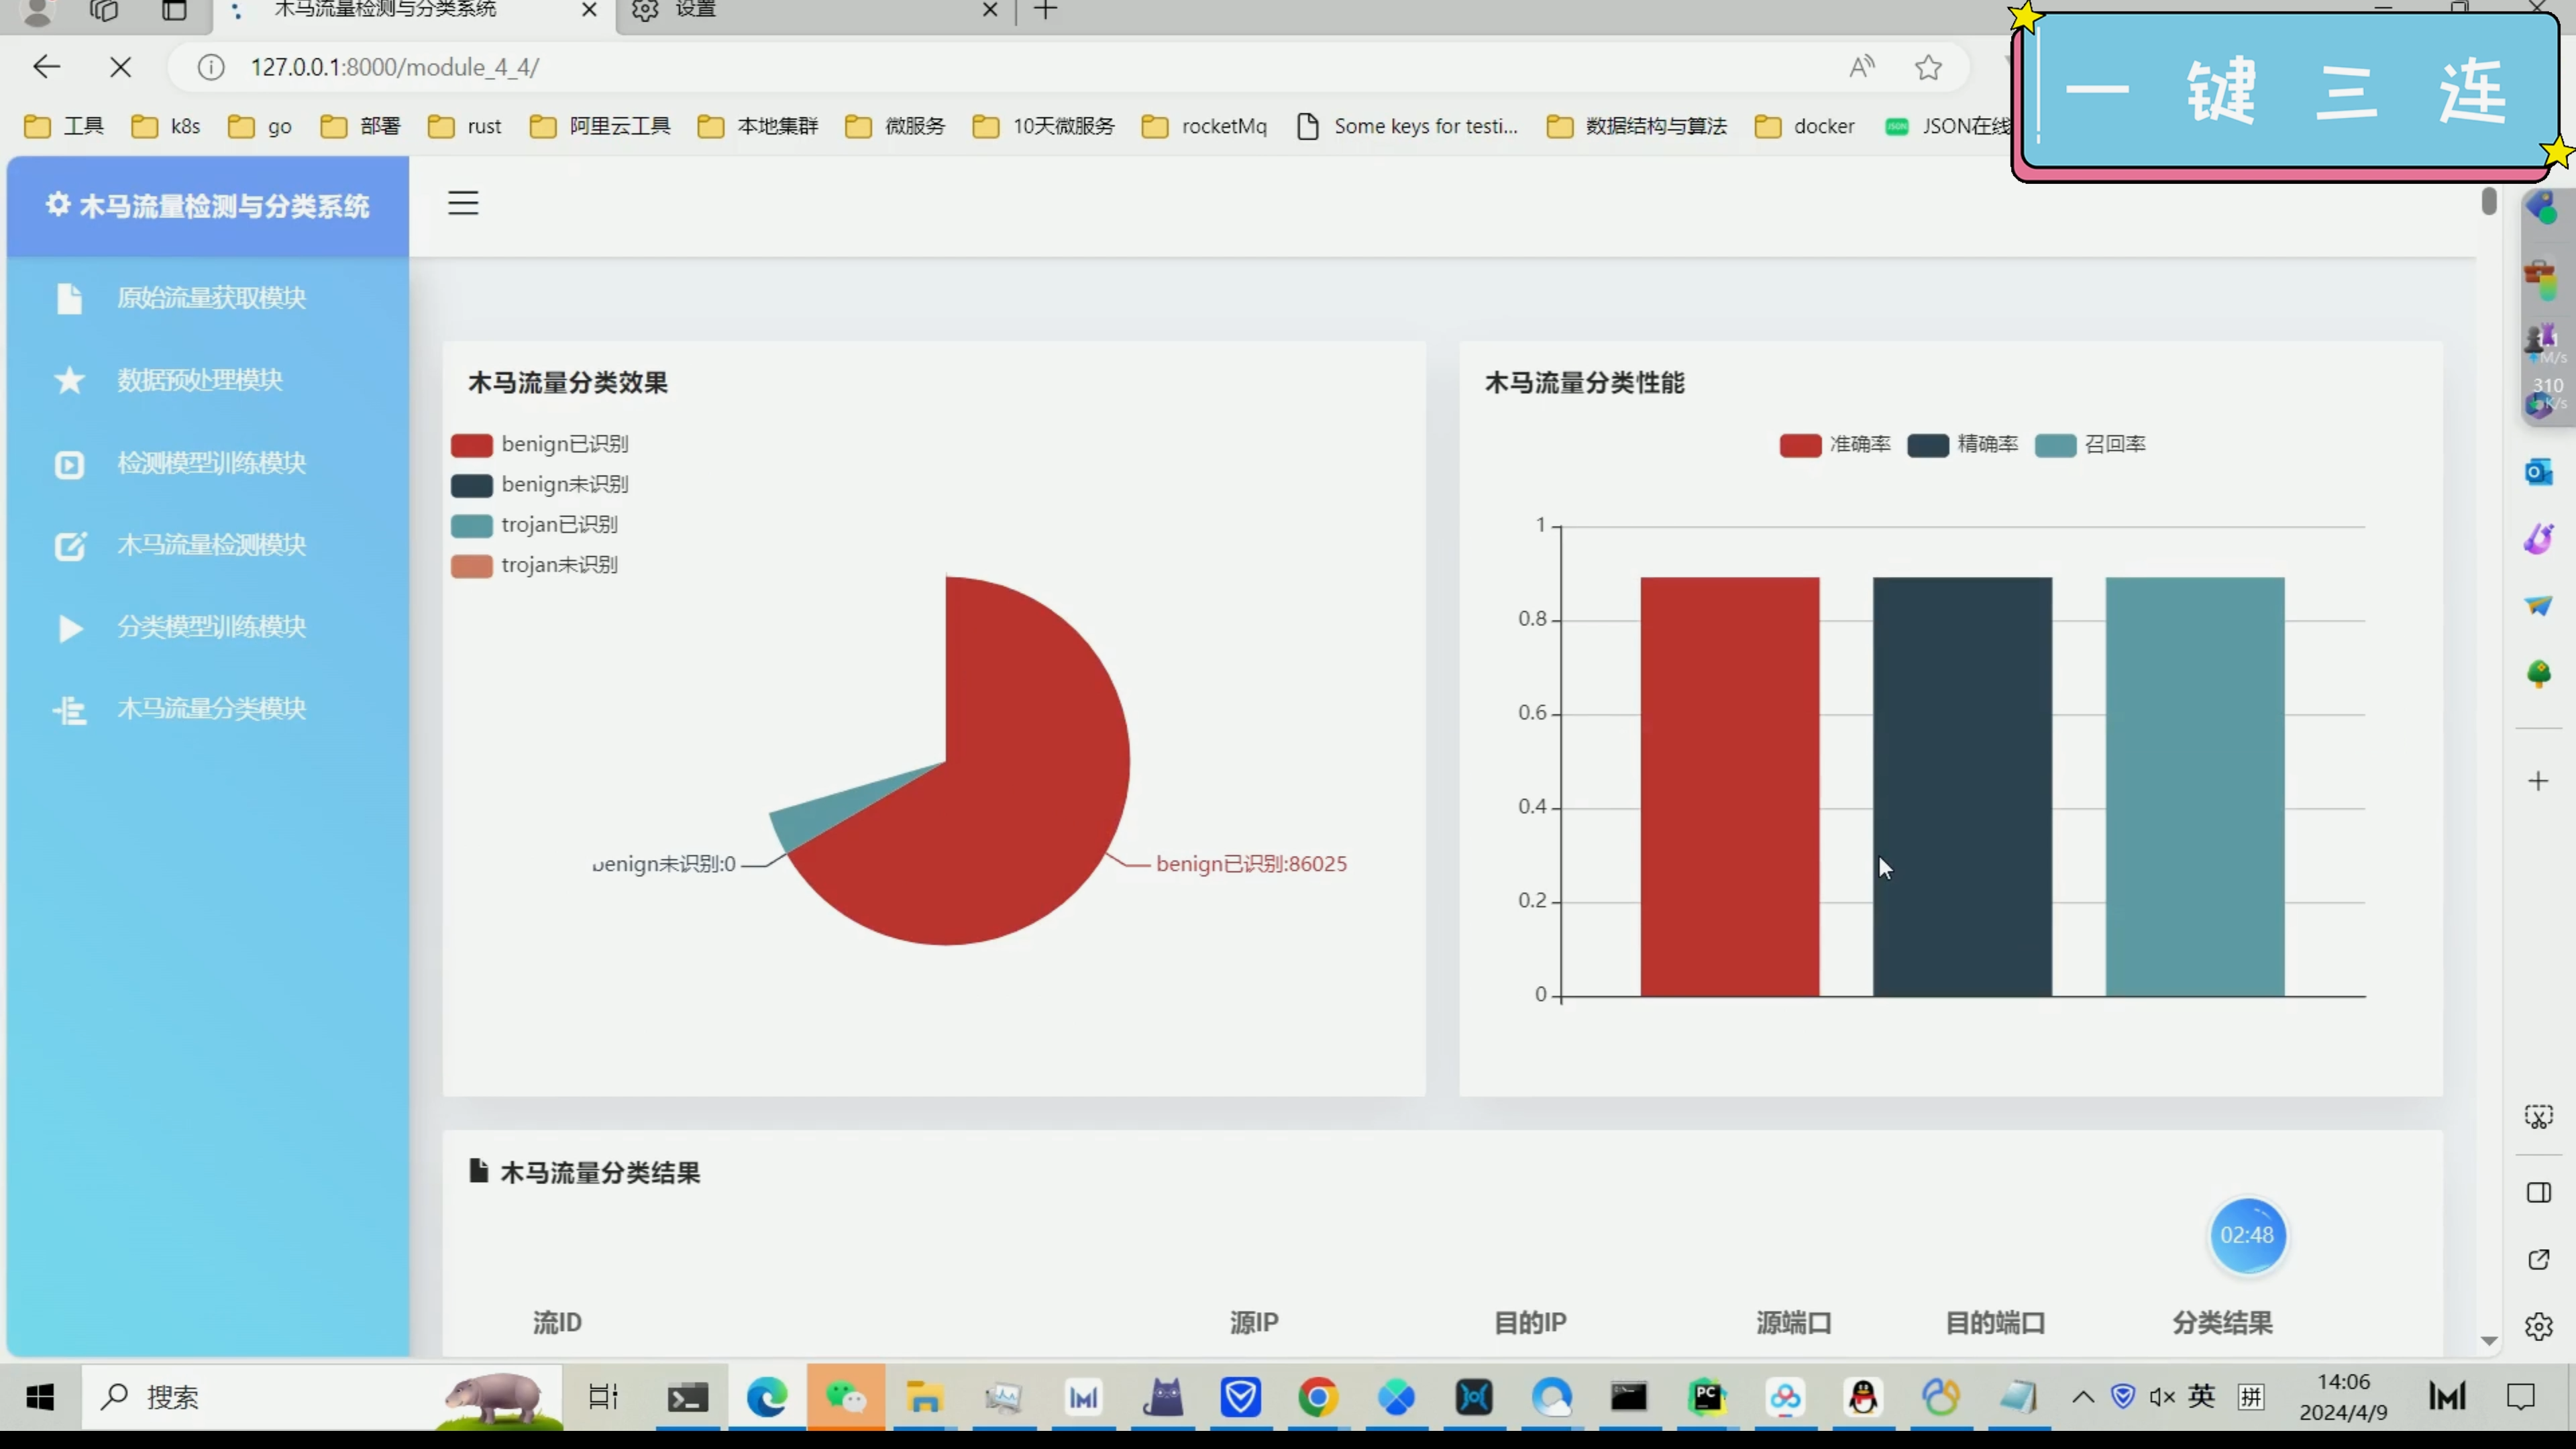 木马流量检测与分类系统
设置
127.0.0.1:8000/module_4_4/
一键三连
工具
k8s
go
部署
rust
阿里云工具
本地集群
微服务
10天微服务
rocketMq
Some keys for testi...
数据结构与算法
docker
JSON在线
木马流量检测与分类系统
原始流量获取模块
数据预处理模块
检测模型训练模块
木马流量检测模块
分类模型训练模块
木马流量分类模块
木马流量分类效果
benign已识别
benign未识别
trojan已识别
trojan未识别
benign未识别:0
benign已识别:86025
木马流量分类性能
准确率
精确率
召回率
1
0.8
0.6
0.4
0.2
0
310
木马流量分类结果
02:48
流ID
源IP
目的IP
源端口
目的端口
分类结果
搜索
英
拼
14:06
2024/4/9